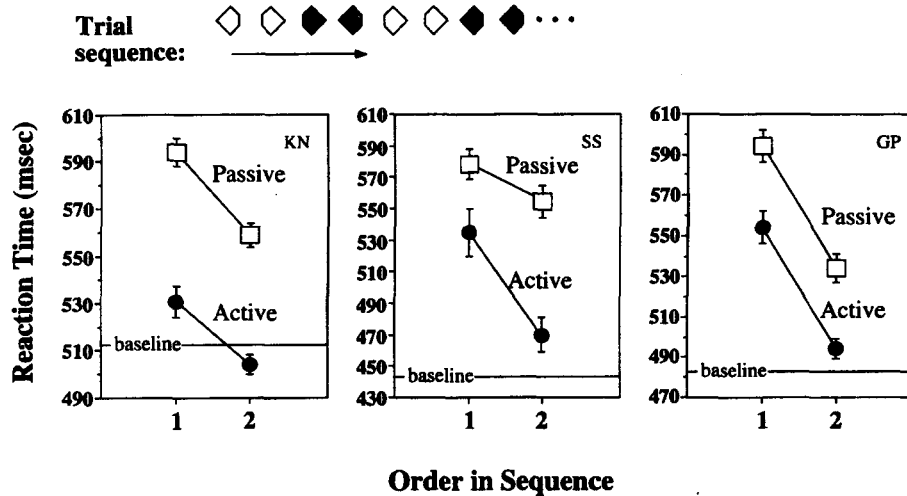 Trial
sequence:
Reaction Time (msec)
610
590
570
550
530
510
490
KN
Passive
Active
baseline
1 2
610
590
570
550
530
510
490
470
450
430
SS
Passive
Active
baseline
1 2
610
590
570
550
530
510
490
470
GP
Passive
Active
baseline
1 2
Order in Sequence